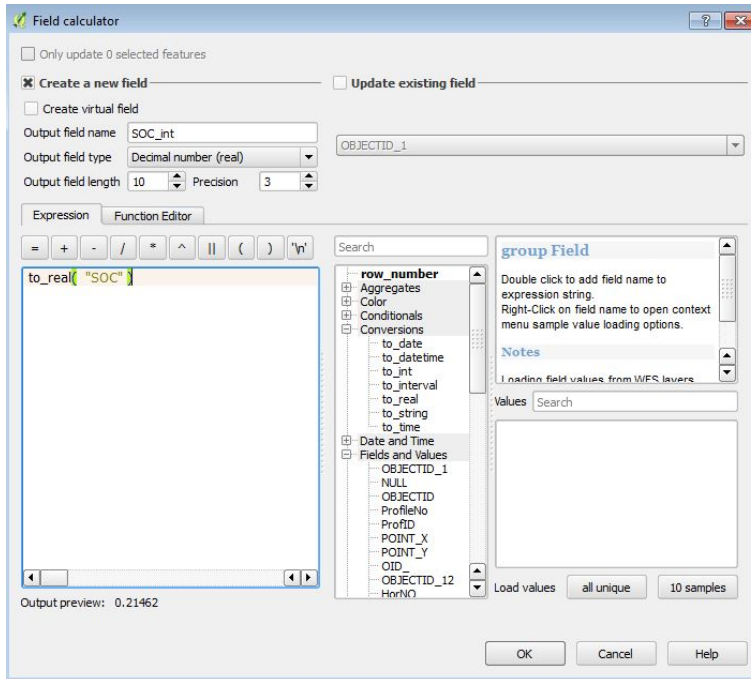 Field calculator
Only update 0 selected features
Create a new field
Update existing field
Create virtual field
Output field name SOC_int
Output field type Decimal number (real)
OBJECTID_1
Output field length 10 Precision 3
Expression Function Editor
= + - / * ^ || ( ) '\n'
to_real( "SOC" )
Output preview: 0.21462
Search
row_number
Aggregates
Color
Conditionals
Conversions
to_date
to_datetime
to_int
to_interval
to_real
to_string
to_time
Date and Time
Fields and Values
OBJECTID_1
NULL
OBJECTID
ProfileNo
ProfID
POINT_X
POINT_Y
OID_
OBJECTID_12
HorNO
group Field
Double click to add field name to
expression string.
Right-Click on field name to open context
menu sample value loading options.
Notes
Loading field values from WFS layers
Values Search
Load values all unique 10 samples
OK Cancel Help